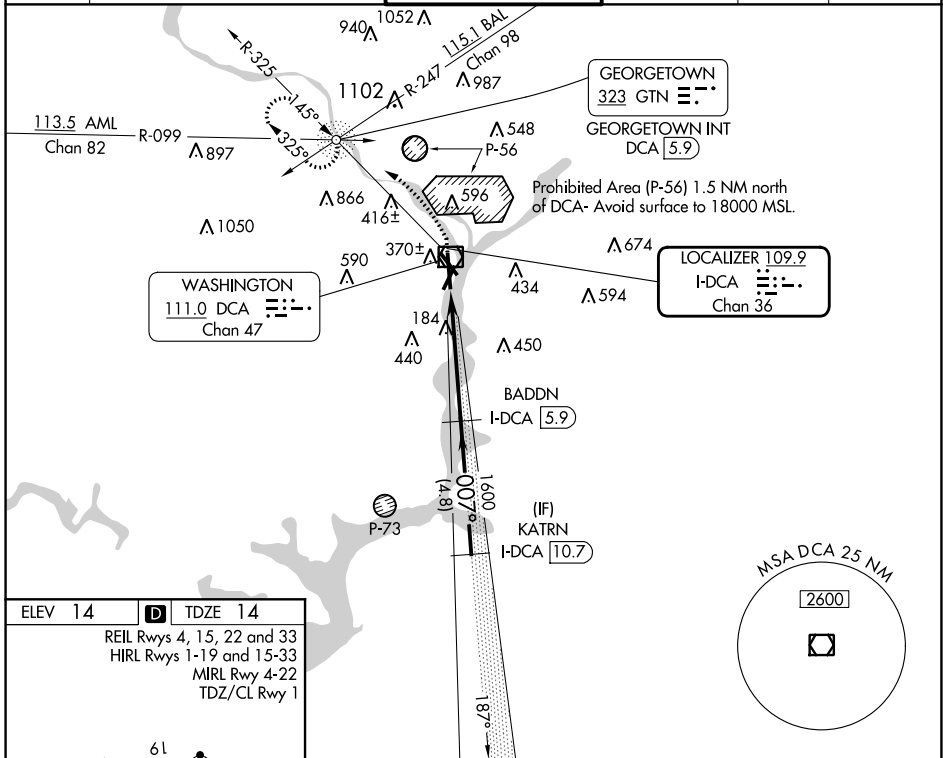 1052
940
115.1 BAL
Chan 98
R-247
987
R-325
1102
GEORGETOWN
323 GTN
GEORGETOWN INT
DCA 5.9
145°
325°
113.5 AML
Chan 82
R-099
897
548
P-56
Prohibited Area (P-56) 1.5 NM north
of DCA- Avoid surface to 18000 MSL.
866
416±
596
1050
370±
590
674
WASHINGTON
111.0 DCA
Chan 47
LOCALIZER 109.9
I-DCA
Chan 36
434
594
184
440
450
BADDN
I-DCA 5.9
1600
007°
(4.8)
(IF)
KATRN
I-DCA 10.7
P-73
MSA DCA 25 NM
2600
187°
ELEV 14 D TDZE 14
REIL Rwys 4, 15, 22 and 33
HIRL Rwys 1-19 and 15-33
MIRL Rwy 4-22
TDZ/CL Rwy 1
19